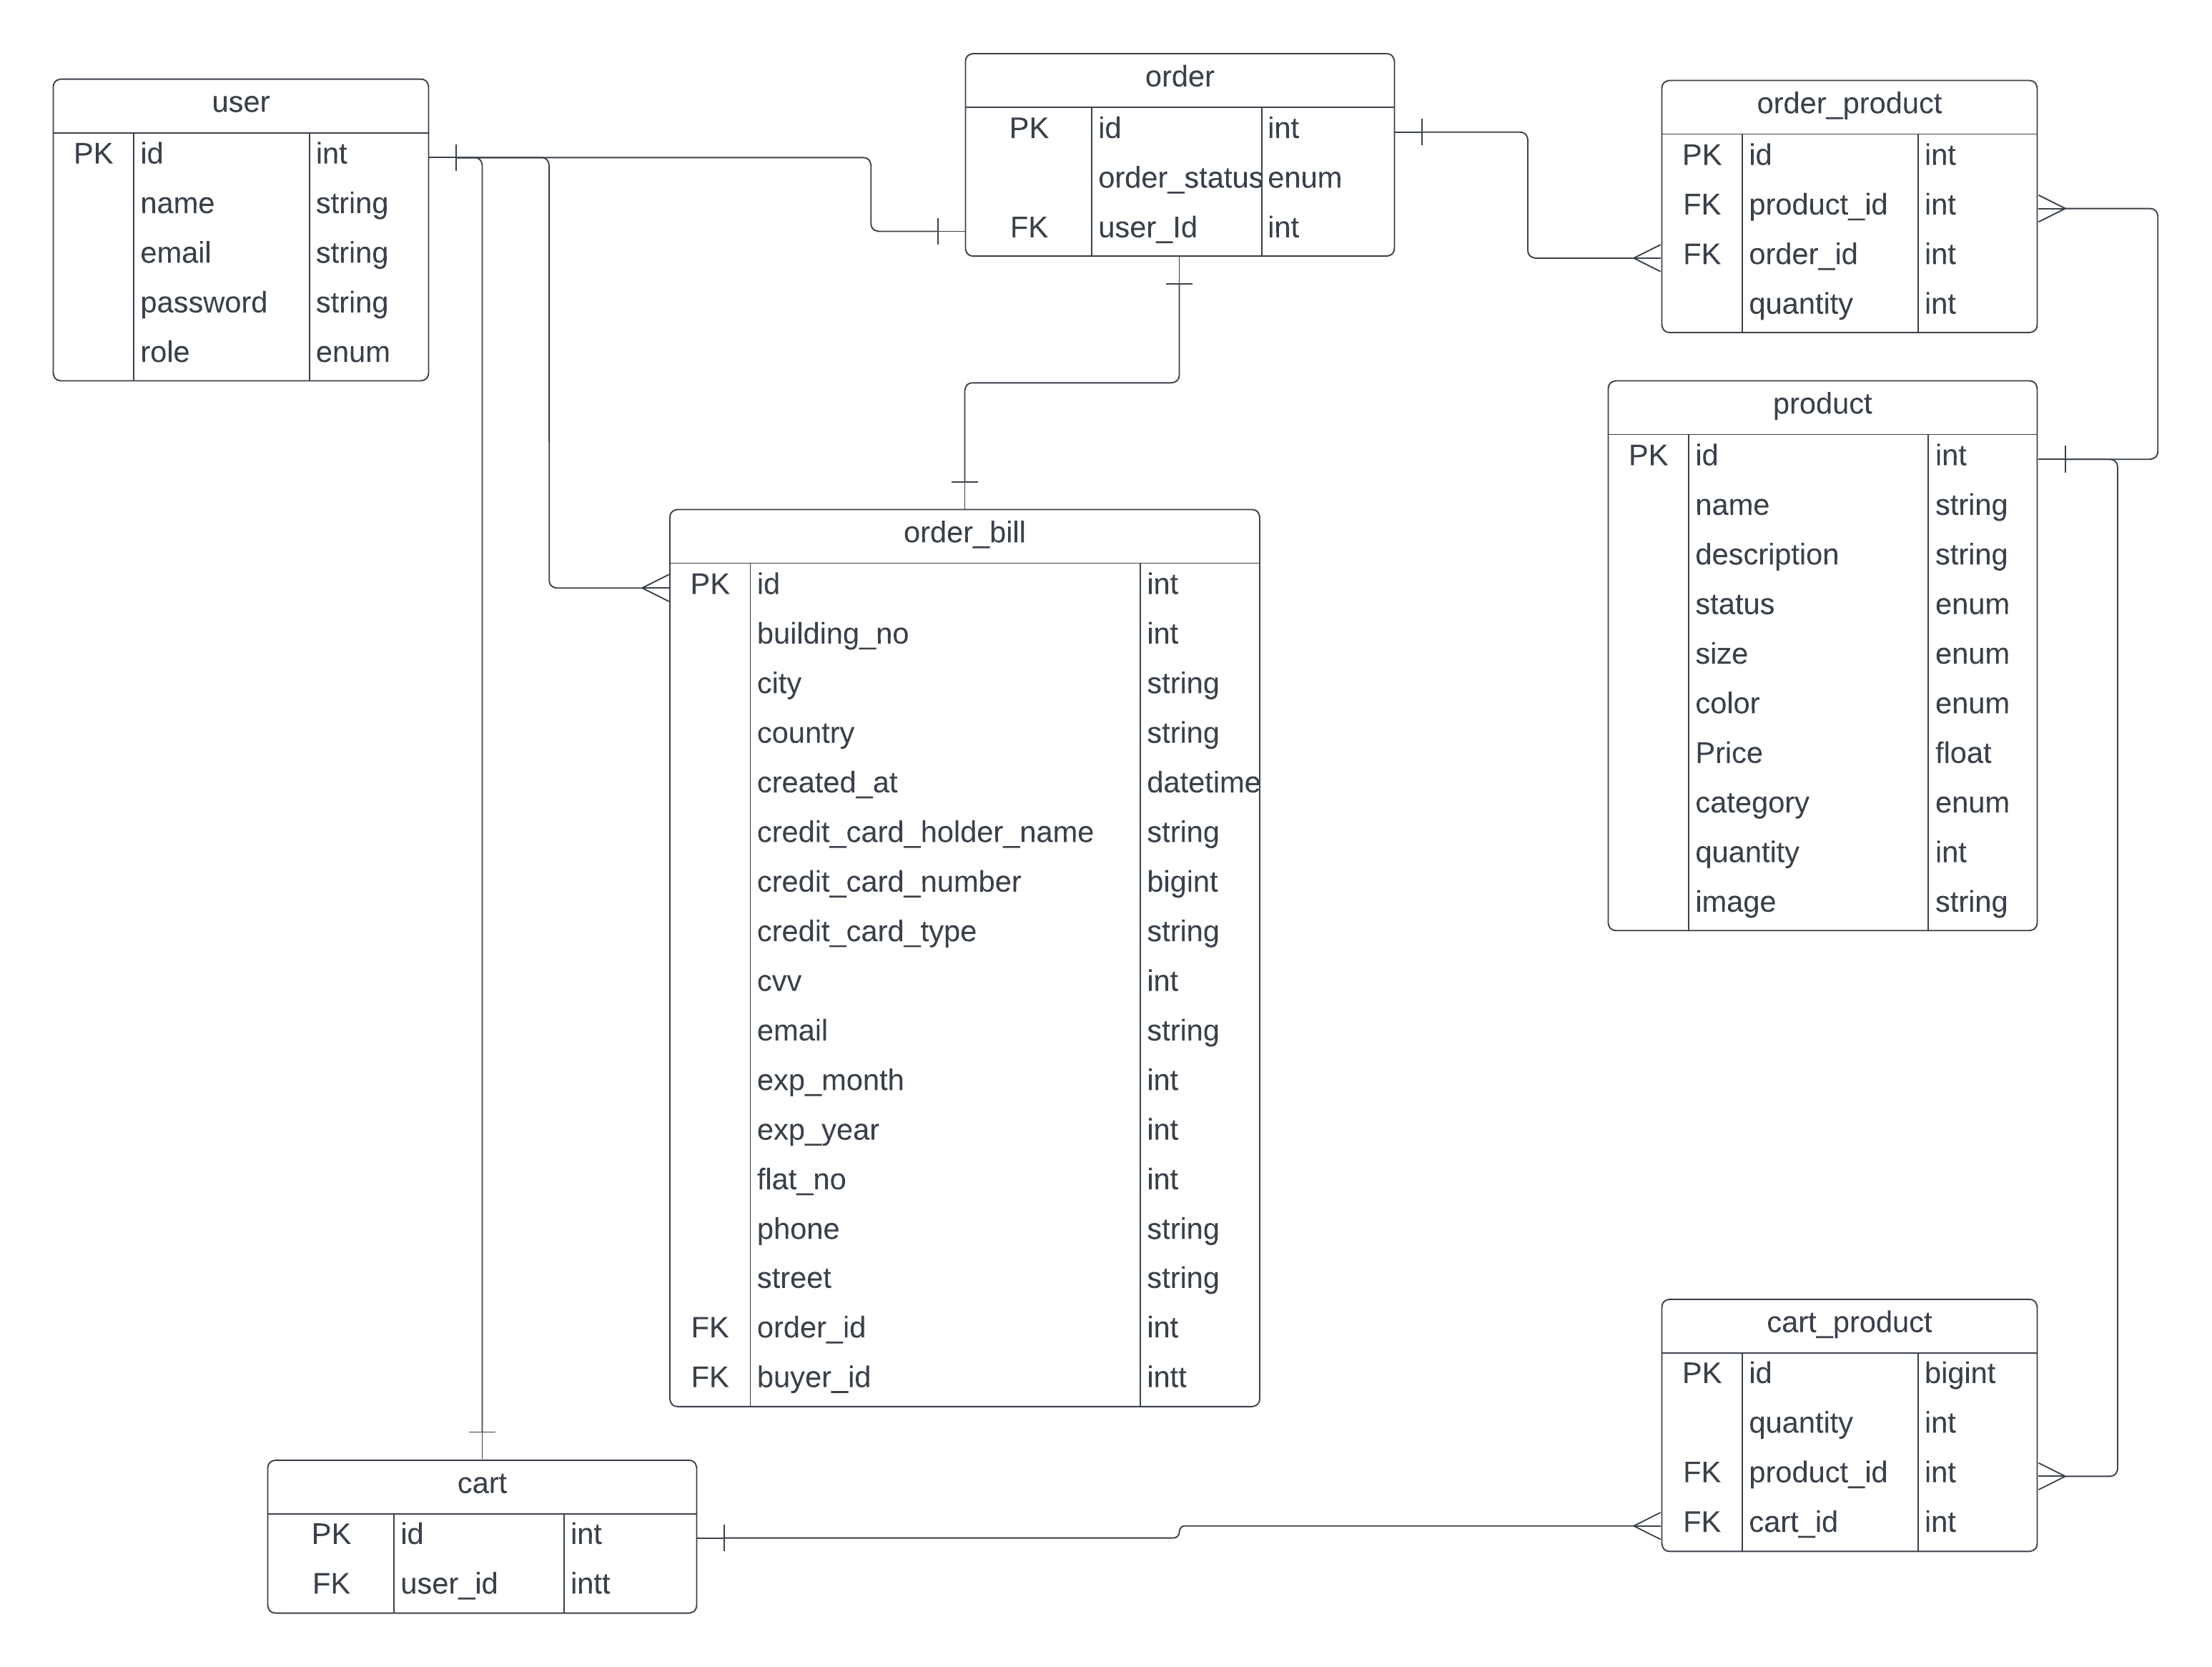 user
PK id int
name string
email string
password string
role enum
order
PK id int
order_status enum
FK user_Id int
order_product
PK id int
FK product_id int
FK order_id int
quantity int
product
PK id int
name string
description string
status enum
size enum
color enum
Price float
category enum
quantity int
image string
order_bill
PK id int
building_no int
city string
country string
created_at datetime
credit_card_holder_name string
credit_card_number bigint
credit_card_type string
cvv int
email string
exp_month int
exp_year int
flat_no int
phone string
street string
FK order_id int
FK buyer_id intt
cart_product
PK id bigint
quantity int
FK product_id int
FK cart_id int
cart
PK id int
FK user_id intt